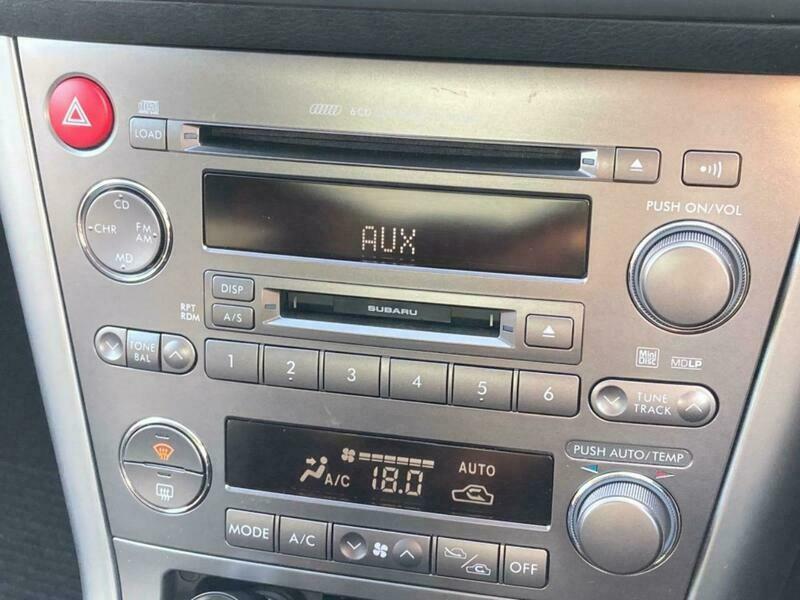 6CD
LOAD
CD
CHR
FM
AM
MD
AUX
PUSH ON/VOL
DISP
RPT
RDM
A/S
SUBARU
TONE
BAL
1 2 3 4 5 6
Mini
Disc
MDLP
TUNE
TRACK
PUSH AUTO/TEMP
A/C
18.0
AUTO
MODE
A/C
OFF